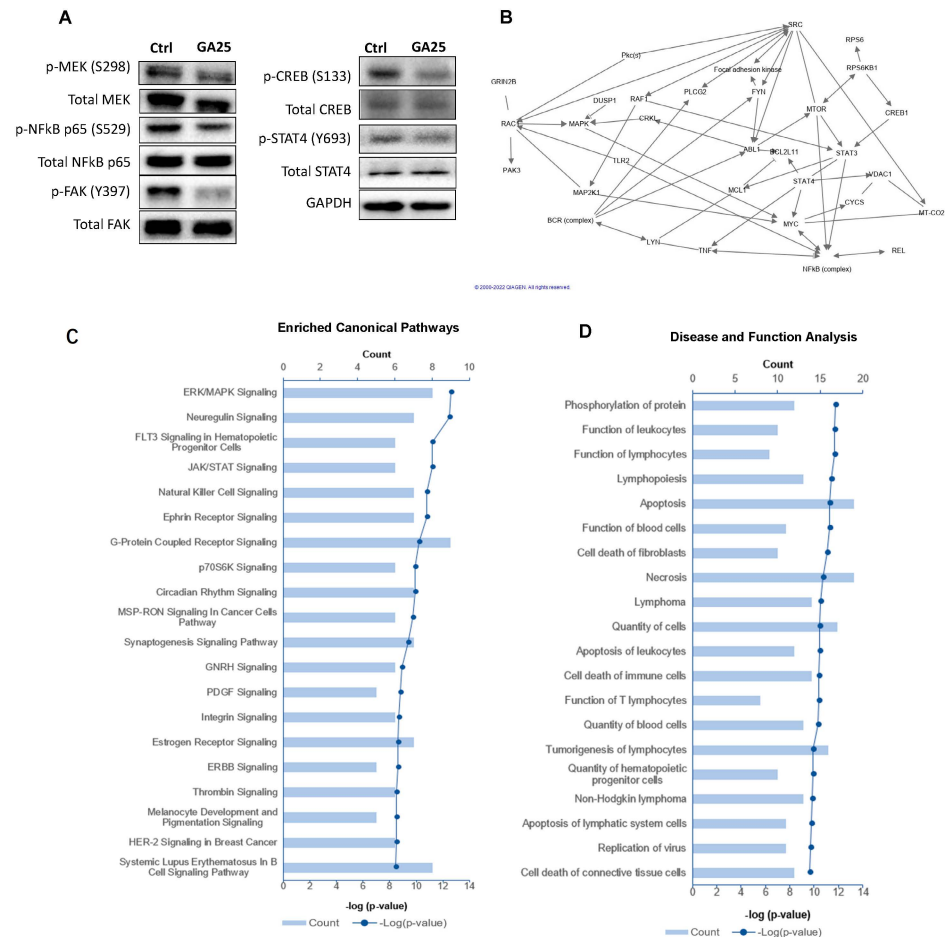 A
Ctrl GA25
p-MEK (S298)
Total MEK
p-NFkB p65 (S529)
Total NFkB p65
p-FAK (Y397)
Total FAK
Ctrl GA25
p-CREB (S133)
Total CREB
p-STAT4 (Y693)
Total STAT4
GAPDH
B
SRC
RPS6
Pkc(s)
Focal adhesion kinase
RPS6KB1
GRIN2B
PLCG2
FYN
DUSP1
RAF1
MTOR
CREB1
RAC
MAPK
CRKL
ABL1
BCL2L11
STAT3
PAK3
TLR2
STAT4
VDAC1
MAP2K1
MCL1
CYCS
MT-CO2
BCR (complex)
MYC
LYN
TNF
REL
NFkB (complex)
© 2000-2022 QIAGEN. All rights reserved.
C
Enriched Canonical Pathways
Count
0 2 4 6 8 10
ERK/MAPK Signaling
Neuregulin Signaling
FLT3 Signaling in Hematopoietic
Progenitor Cells
JAK/STAT Signaling
Natural Killer Cell Signaling
Ephrin Receptor Signaling
G-Protein Coupled Receptor Signaling
p70S6K Signaling
Circadian Rhythm Signaling
MSP-RON Signaling In Cancer Cells
Pathway
Synaptogenesis Signaling Pathway
GNRH Signaling
PDGF Signaling
Integrin Signaling
Estrogen Receptor Signaling
ERBB Signaling
Thrombin Signaling
Melanocyte Development and
Pigmentation Signaling
HER-2 Signaling in Breast Cancer
Systemic Lupus Erythematosus In B
Cell Signaling Pathway
0 2 4 6 8 10 12 14
-log (p-value)
Count -Log(p-value)
D
Disease and Function Analysis
Count
0 5 10 15 20
Phosphorylation of protein
Function of leukocytes
Function of lymphocytes
Lymphopoiesis
Apoptosis
Function of blood cells
Cell death of fibroblasts
Necrosis
Lymphoma
Quantity of cells
Apoptosis of leukocytes
Cell death of immune cells
Function of T lymphocytes
Quantity of blood cells
Tumorigenesis of lymphocytes
Quantity of hematopoietic
progenitor cells
Non-Hodgkin lymphoma
Apoptosis of lymphatic system cells
Replication of virus
Cell death of connective tissue cells
0 2 4 6 8 10 12 14
-log (p-value)
Count -Log(p-value)